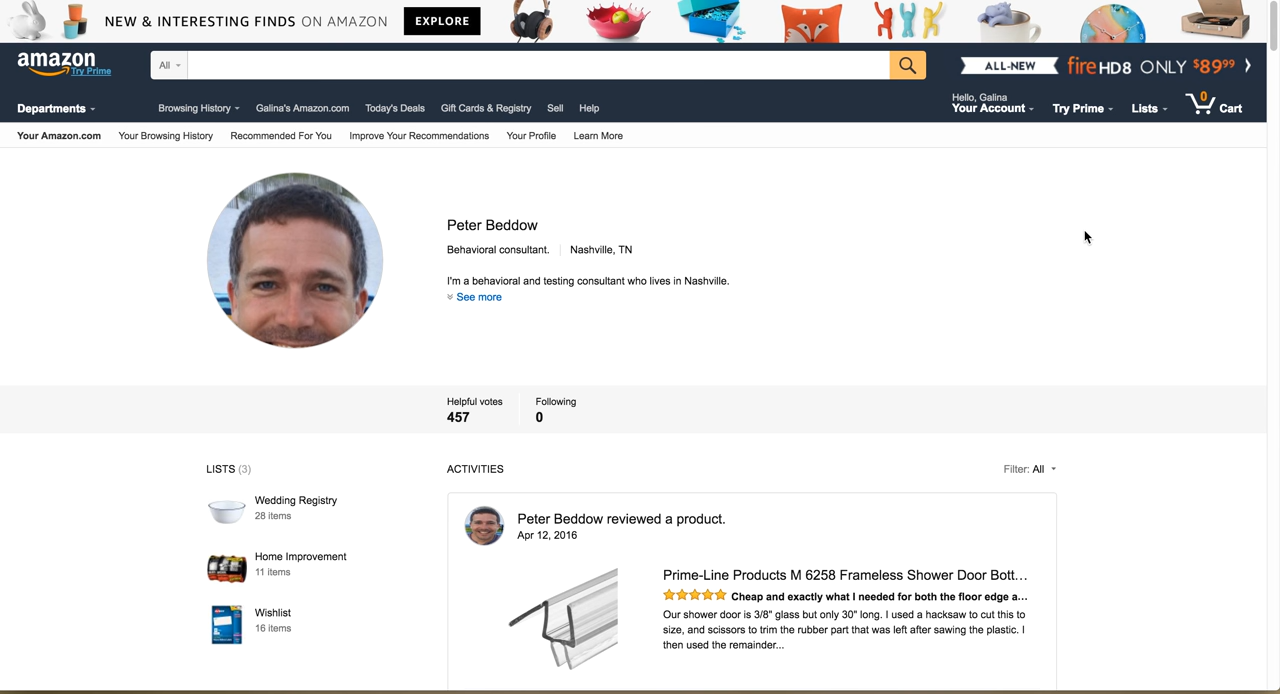 NEW & INTERESTING FINDS ON AMAZON EXPLORE
amazon
Try Prime
All
ALL-NEW fire HD8 ONLY $89⁹⁹
Departments
Browsing History
Galina's Amazon.com
Today's Deals
Gift Cards & Registry
Sell
Help
Hello, Galina
Your Account
Try Prime
Lists
0
Cart
Your Amazon.com
Your Browsing History
Recommended For You
Improve Your Recommendations
Your Profile
Learn More
Peter Beddow
Behavioral consultant. | Nashville, TN
I'm a behavioral and testing consultant who lives in Nashville.
See more
Helpful votes
457
Following
0
LISTS (3)
Wedding Registry
28 items
Home Improvement
11 items
Wishlist
16 items
ACTIVITIES
Filter: All
Peter Beddow reviewed a product.
Apr 12, 2016
Prime-Line Products M 6258 Frameless Shower Door Bott…
Cheap and exactly what I needed for both the floor edge a…
Our shower door is 3/8" glass but only 30" long. I used a hacksaw to cut this to
size, and scissors to trim the rubber part that was left after sawing the plastic. I
then used the remainder...